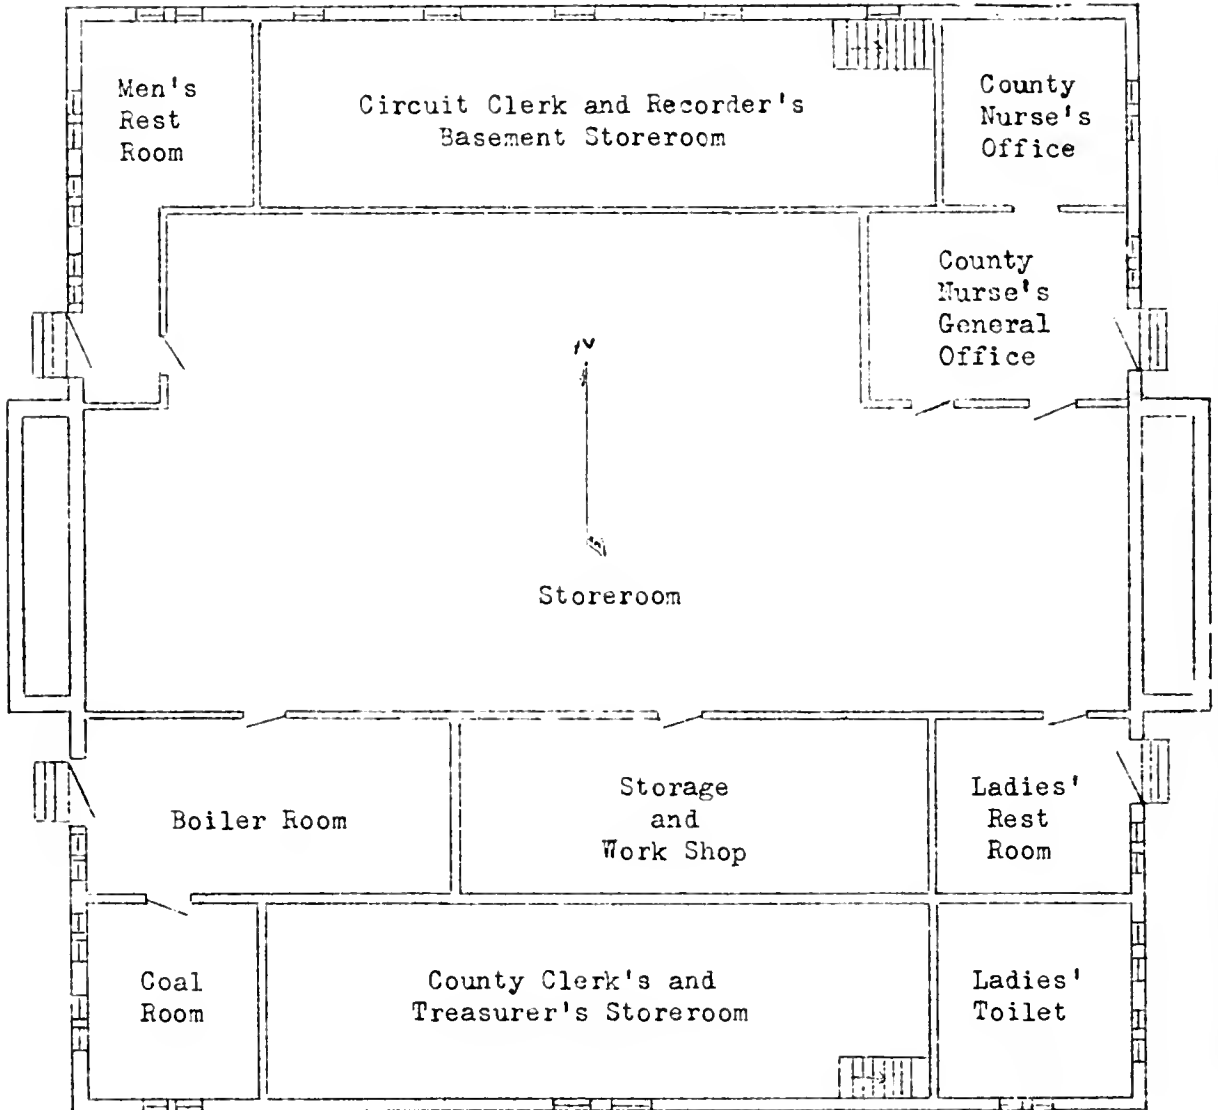 Men's
Rest
Room
Circuit Clerk and Recorder's
Basement Storeroom
County
Nurse's
Office
County
Nurse's
General
Office
N
Storeroom
Boiler Room
Storage
and
Work Shop
Ladies'
Rest
Room
Coal
Room
County Clerk's and
Treasurer's Storeroom
Ladies'
Toilet